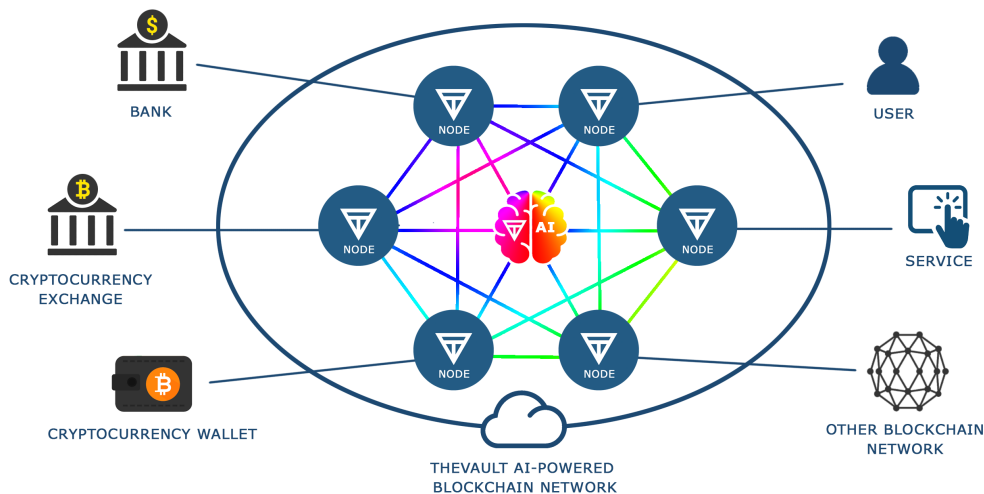 $
BANK
NODE
NODE
USER
₿
CRYPTOCURRENCY
EXCHANGE
NODE
AI
NODE
SERVICE
₿
CRYPTOCURRENCY WALLET
NODE
NODE
OTHER BLOCKCHAIN
NETWORK
THEVAULT AI-POWERED
BLOCKCHAIN NETWORK